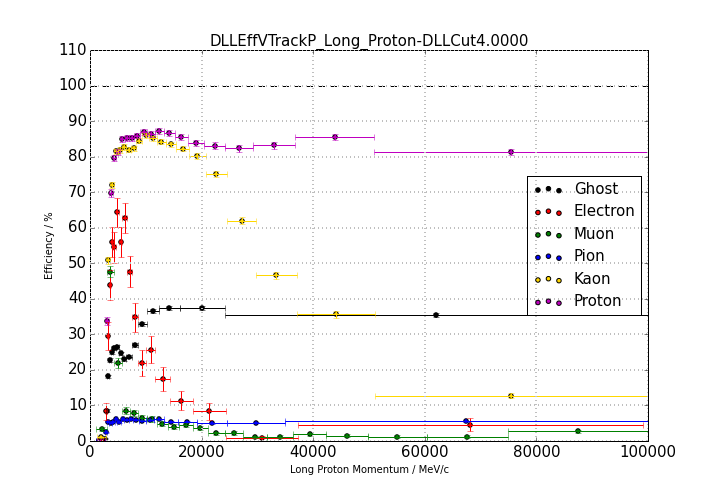 DLLEffVTrackP_Long_Proton-DLLCut4.0000
110
100
90
80
70
60
50
40
30
20
10
0
Efficiency / %
Ghost
Electron
Muon
Pion
Kaon
Proton
0 20000 40000 60000 80000 100000
Long Proton Momentum / MeV/c